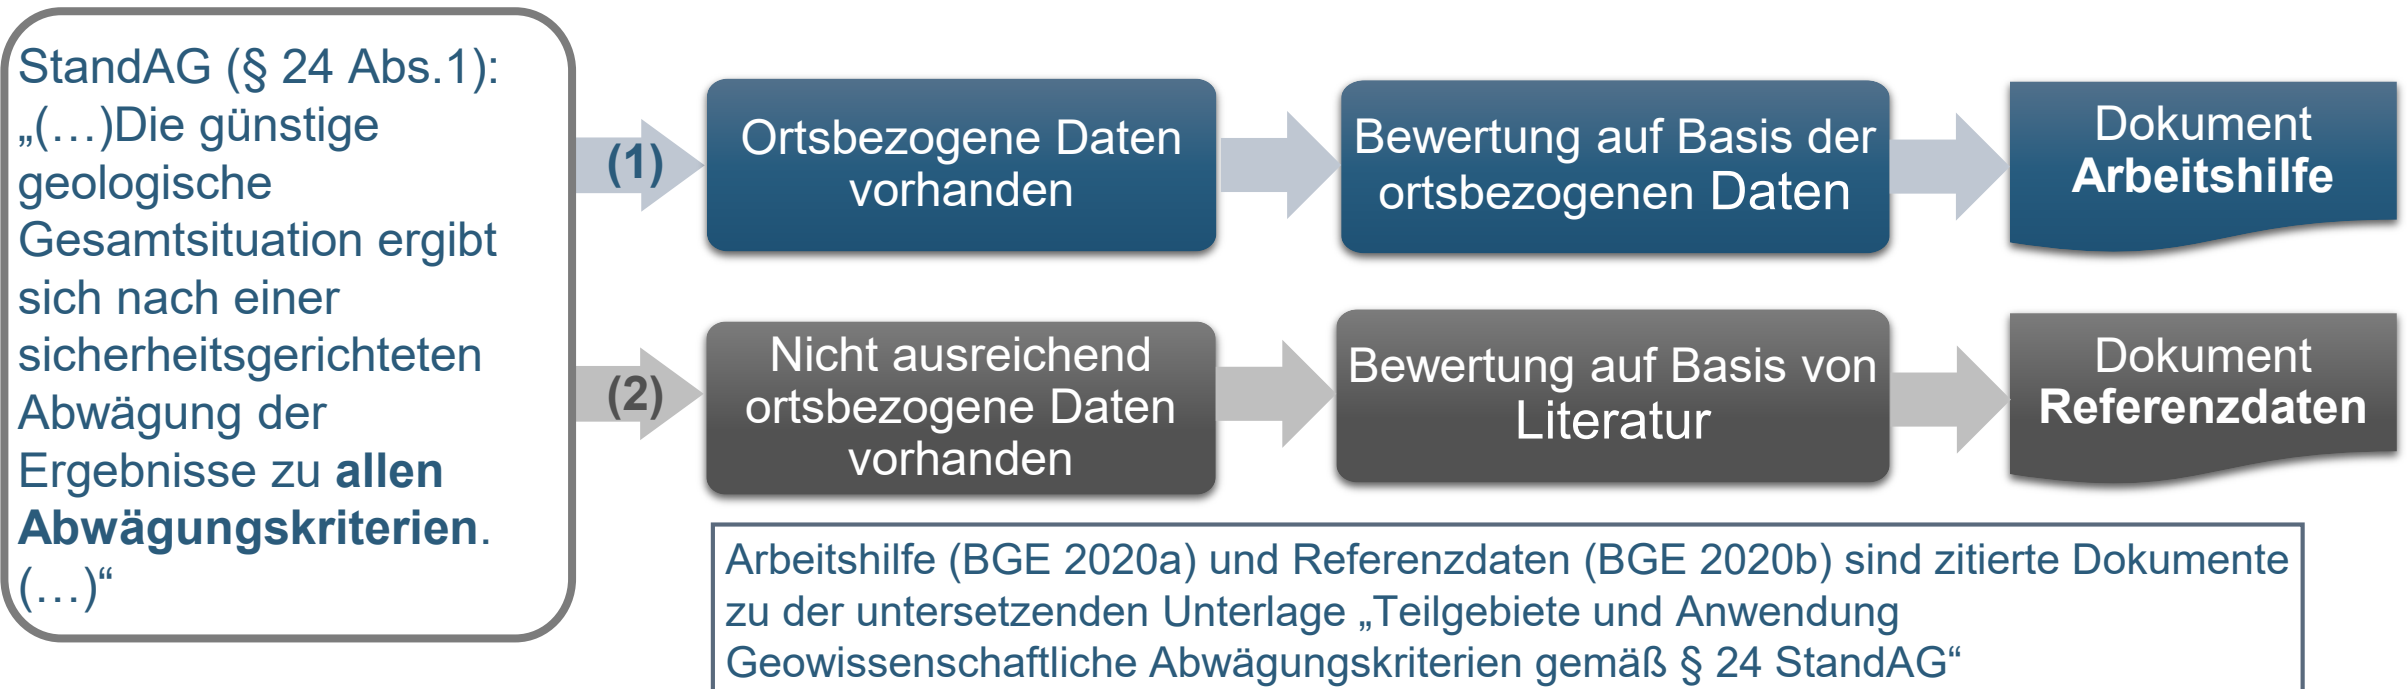 StandAG (§ 24 Abs.1):
„(…)Die günstige
geologische
Gesamtsituation ergibt
sich nach einer
sicherheitsgerichteten
Abwägung der
Ergebnisse zu allen
Abwägungskriterien.
(…)“
(1)
Ortsbezogene Daten
vorhanden
Bewertung auf Basis der
ortsbezogenen Daten
Dokument
Arbeitshilfe
(2)
Nicht ausreichend
ortsbezogene Daten
vorhanden
Bewertung auf Basis von
Literatur
Dokument
Referenzdaten
Arbeitshilfe (BGE 2020a) und Referenzdaten (BGE 2020b) sind zitierte Dokumente
zu der untersetzenden Unterlage „Teilgebiete und Anwendung
Geowissenschaftliche Abwägungskriterien gemäß § 24 StandAG“